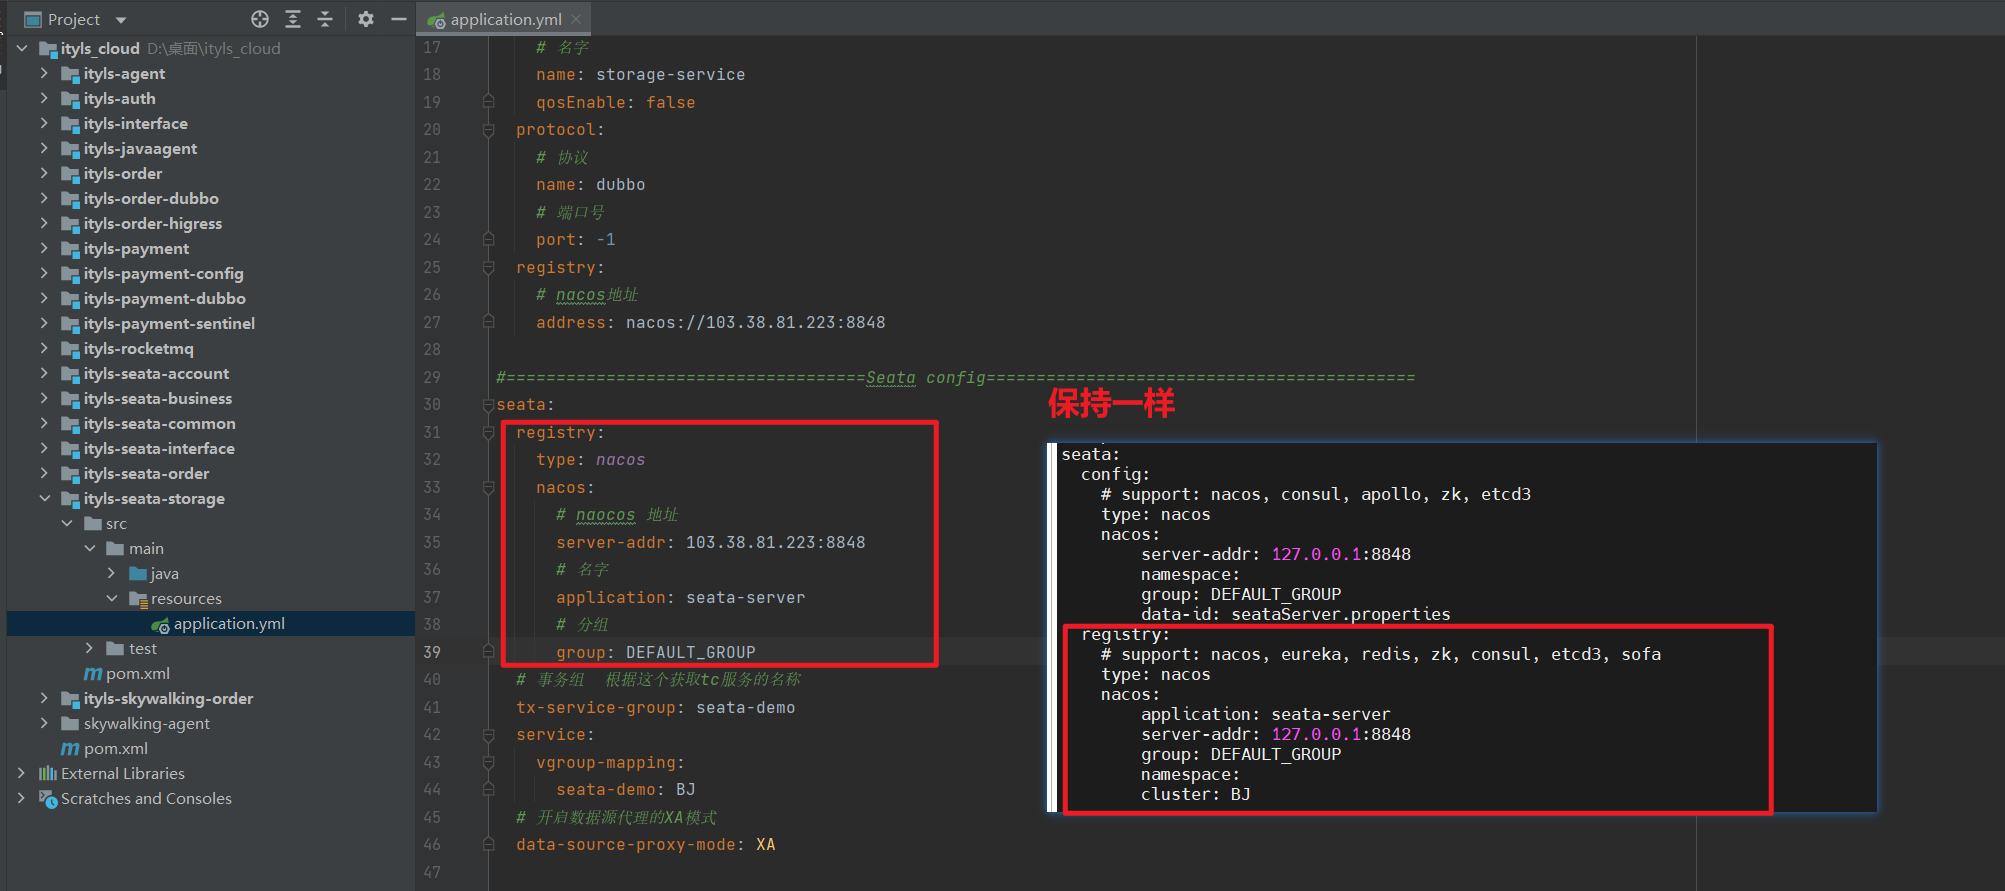 Project
application.yml
ityls_cloud D:\桌面\ityls_cloud
ityls-agent
ityls-auth
ityls-interface
ityls-javaagent
ityls-order
ityls-order-dubbo
ityls-order-higress
ityls-payment
ityls-payment-config
ityls-payment-dubbo
ityls-payment-sentinel
ityls-rocketmq
ityls-seata-account
ityls-seata-business
ityls-seata-common
ityls-seata-interface
ityls-seata-order
ityls-seata-storage
src
main
java
resources
application.yml
test
pom.xml
ityls-skywalking-order
skywalking-agent
pom.xml
External Libraries
Scratches and Consoles
17 # 名字
18 name: storage-service
19 qosEnable: false
20 protocol:
21 # 协议
22 name: dubbo
23 # 端口号
24 port: -1
25 registry:
26 # nacos地址
27 address: nacos://103.38.81.223:8848
28
29 #====================================Seata config===========================================
30 seata:
31 registry:
32 type: nacos
33 nacos:
34 # naocos 地址
35 server-addr: 103.38.81.223:8848
36 # 名字
37 application: seata-server
38 # 分组
39 group: DEFAULT_GROUP
40 # 事务组 根据这个获取tc服务的名称
41 tx-service-group: seata-demo
42 service:
43 vgroup-mapping:
44 seata-demo: BJ
45 # 开启数据源代理的XA模式
46 data-source-proxy-mode: XA
47
保持一样
seata:
config:
# support: nacos, consul, apollo, zk, etcd3
type: nacos
nacos:
server-addr: 127.0.0.1:8848
namespace:
group: DEFAULT_GROUP
data-id: seataServer.properties
registry:
# support: nacos, eureka, redis, zk, consul, etcd3, sofa
type: nacos
nacos:
application: seata-server
server-addr: 127.0.0.1:8848
group: DEFAULT_GROUP
namespace:
cluster: BJ